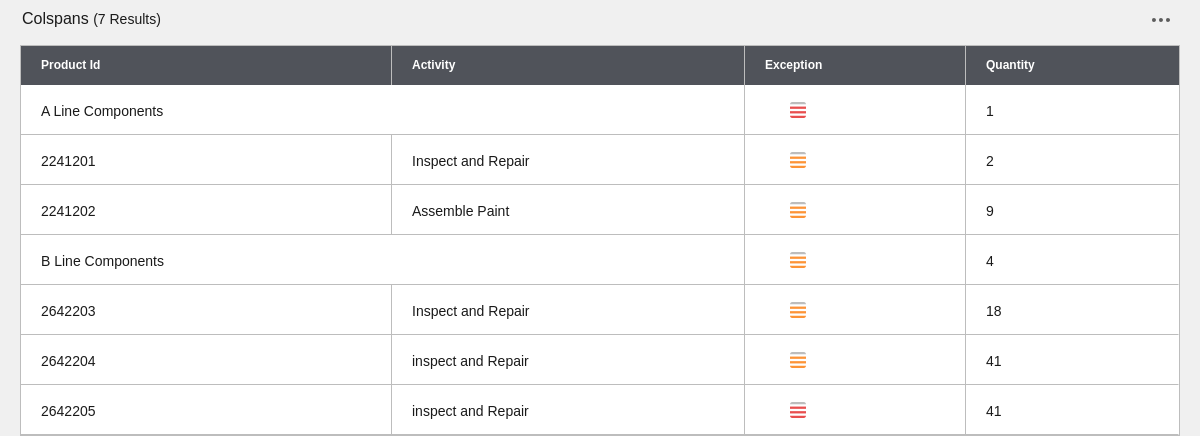 Colspans (7 Results)
Product Id Activity Exception Quantity
A Line Components 1
2241201 Inspect and Repair 2
2241202 Assemble Paint 9
B Line Components 4
2642203 Inspect and Repair 18
2642204 inspect and Repair 41
2642205 inspect and Repair 41